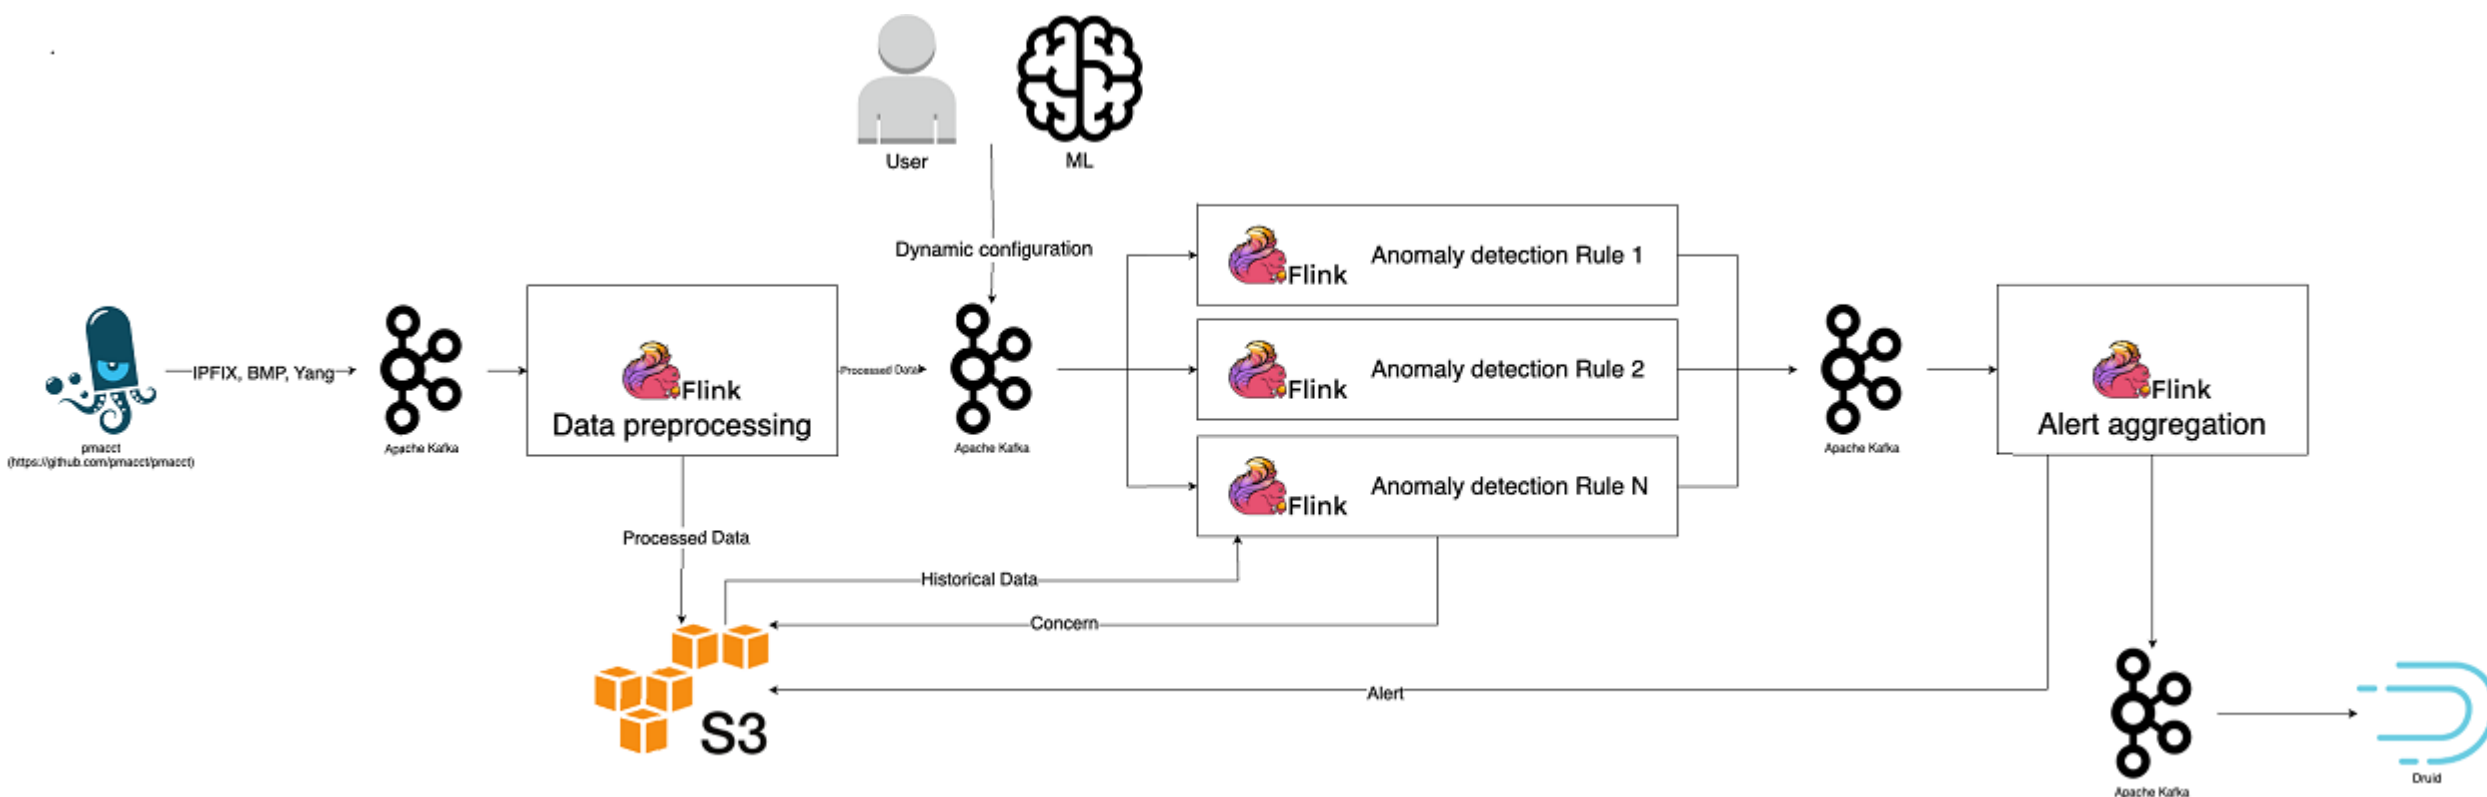 User
ML
Dynamic configuration
Flink
Anomaly detection Rule 1
IPFIX, BMP, Yang
pmacct
(https://github.com/pmacct/pmacct)
Apache Kafka
Flink
Data preprocessing
Processed Data
Apache Kafka
Flink
Anomaly detection Rule 2
Flink
Anomaly detection Rule N
Apache Kafka
Flink
Alert aggregation
Processed Data
Historical Data
Concern
Alert
S3
Apache Kafka
Druid